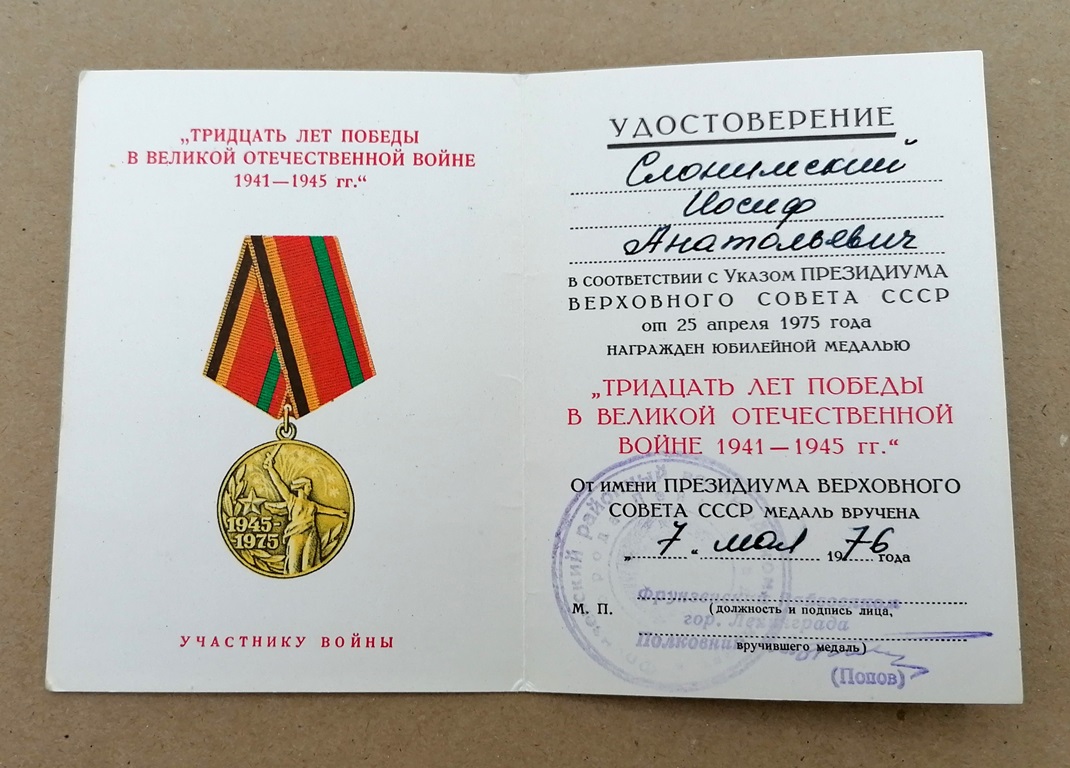 „ТРИДЦАТЬ ЛЕТ ПОБЕДЫ
В ВЕЛИКОЙ ОТЕЧЕСТВЕННОЙ ВОЙНЕ
1941—1945 гг.“
1945-
1975
УЧАСТНИКУ ВОЙНЫ
УДОСТОВЕРЕНИЕ
Слонимский
Иосиф
Анатольевич
В СООТВЕТСТВИИ С УКАЗОМ ПРЕЗИДИУМА
ВЕРХОВНОГО СОВЕТА СССР
от 25 апреля 1975 года
НАГРАЖДЕН ЮБИЛЕЙНОЙ МЕДАЛЬЮ
„ТРИДЦАТЬ ЛЕТ ПОБЕДЫ
В ВЕЛИКОЙ ОТЕЧЕСТВЕННОЙ
ВОЙНЕ 1941—1945 гг.“
От имени ПРЕЗИДИУМА ВЕРХОВНОГО
СОВЕТА СССР МЕДАЛЬ ВРУЧЕНА
„7“ мая 1976 года
М. П.
(должность и подпись лица,
гор. Ленинграда
Полковник
вручившего медаль)
(Попов)
районный